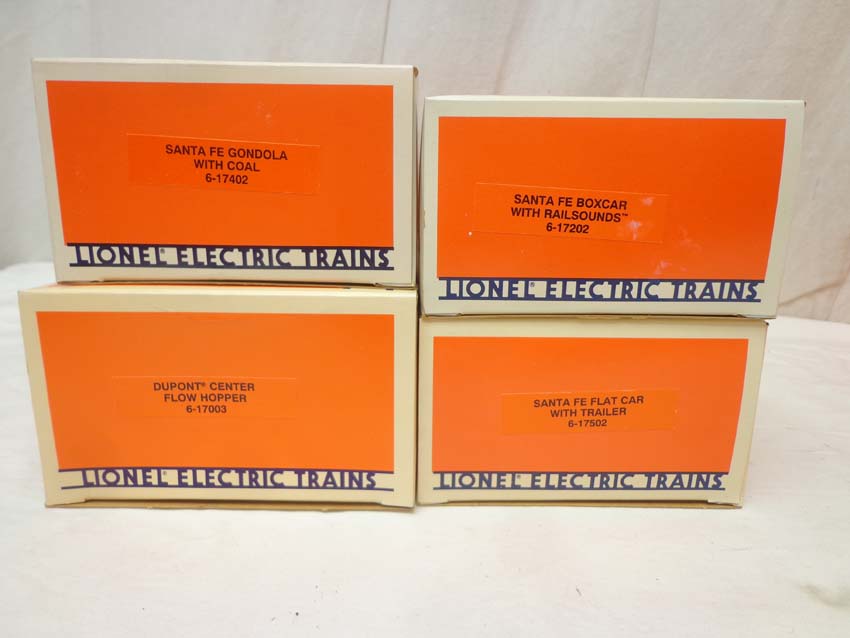 SANTA FE GONDOLA
WITH COAL
6-17402
LIONEL® ELECTRIC TRAINS
SANTA FE BOXCAR
WITH RAILSOUNDS™
6-17202
LIONEL® ELECTRIC TRAINS
DUPONT® CENTER
FLOW HOPPER
6-17003
LIONEL® ELECTRIC TRAINS
SANTA FE FLAT CAR
WITH TRAILER
6-17502
LIONEL® ELECTRIC TRAINS